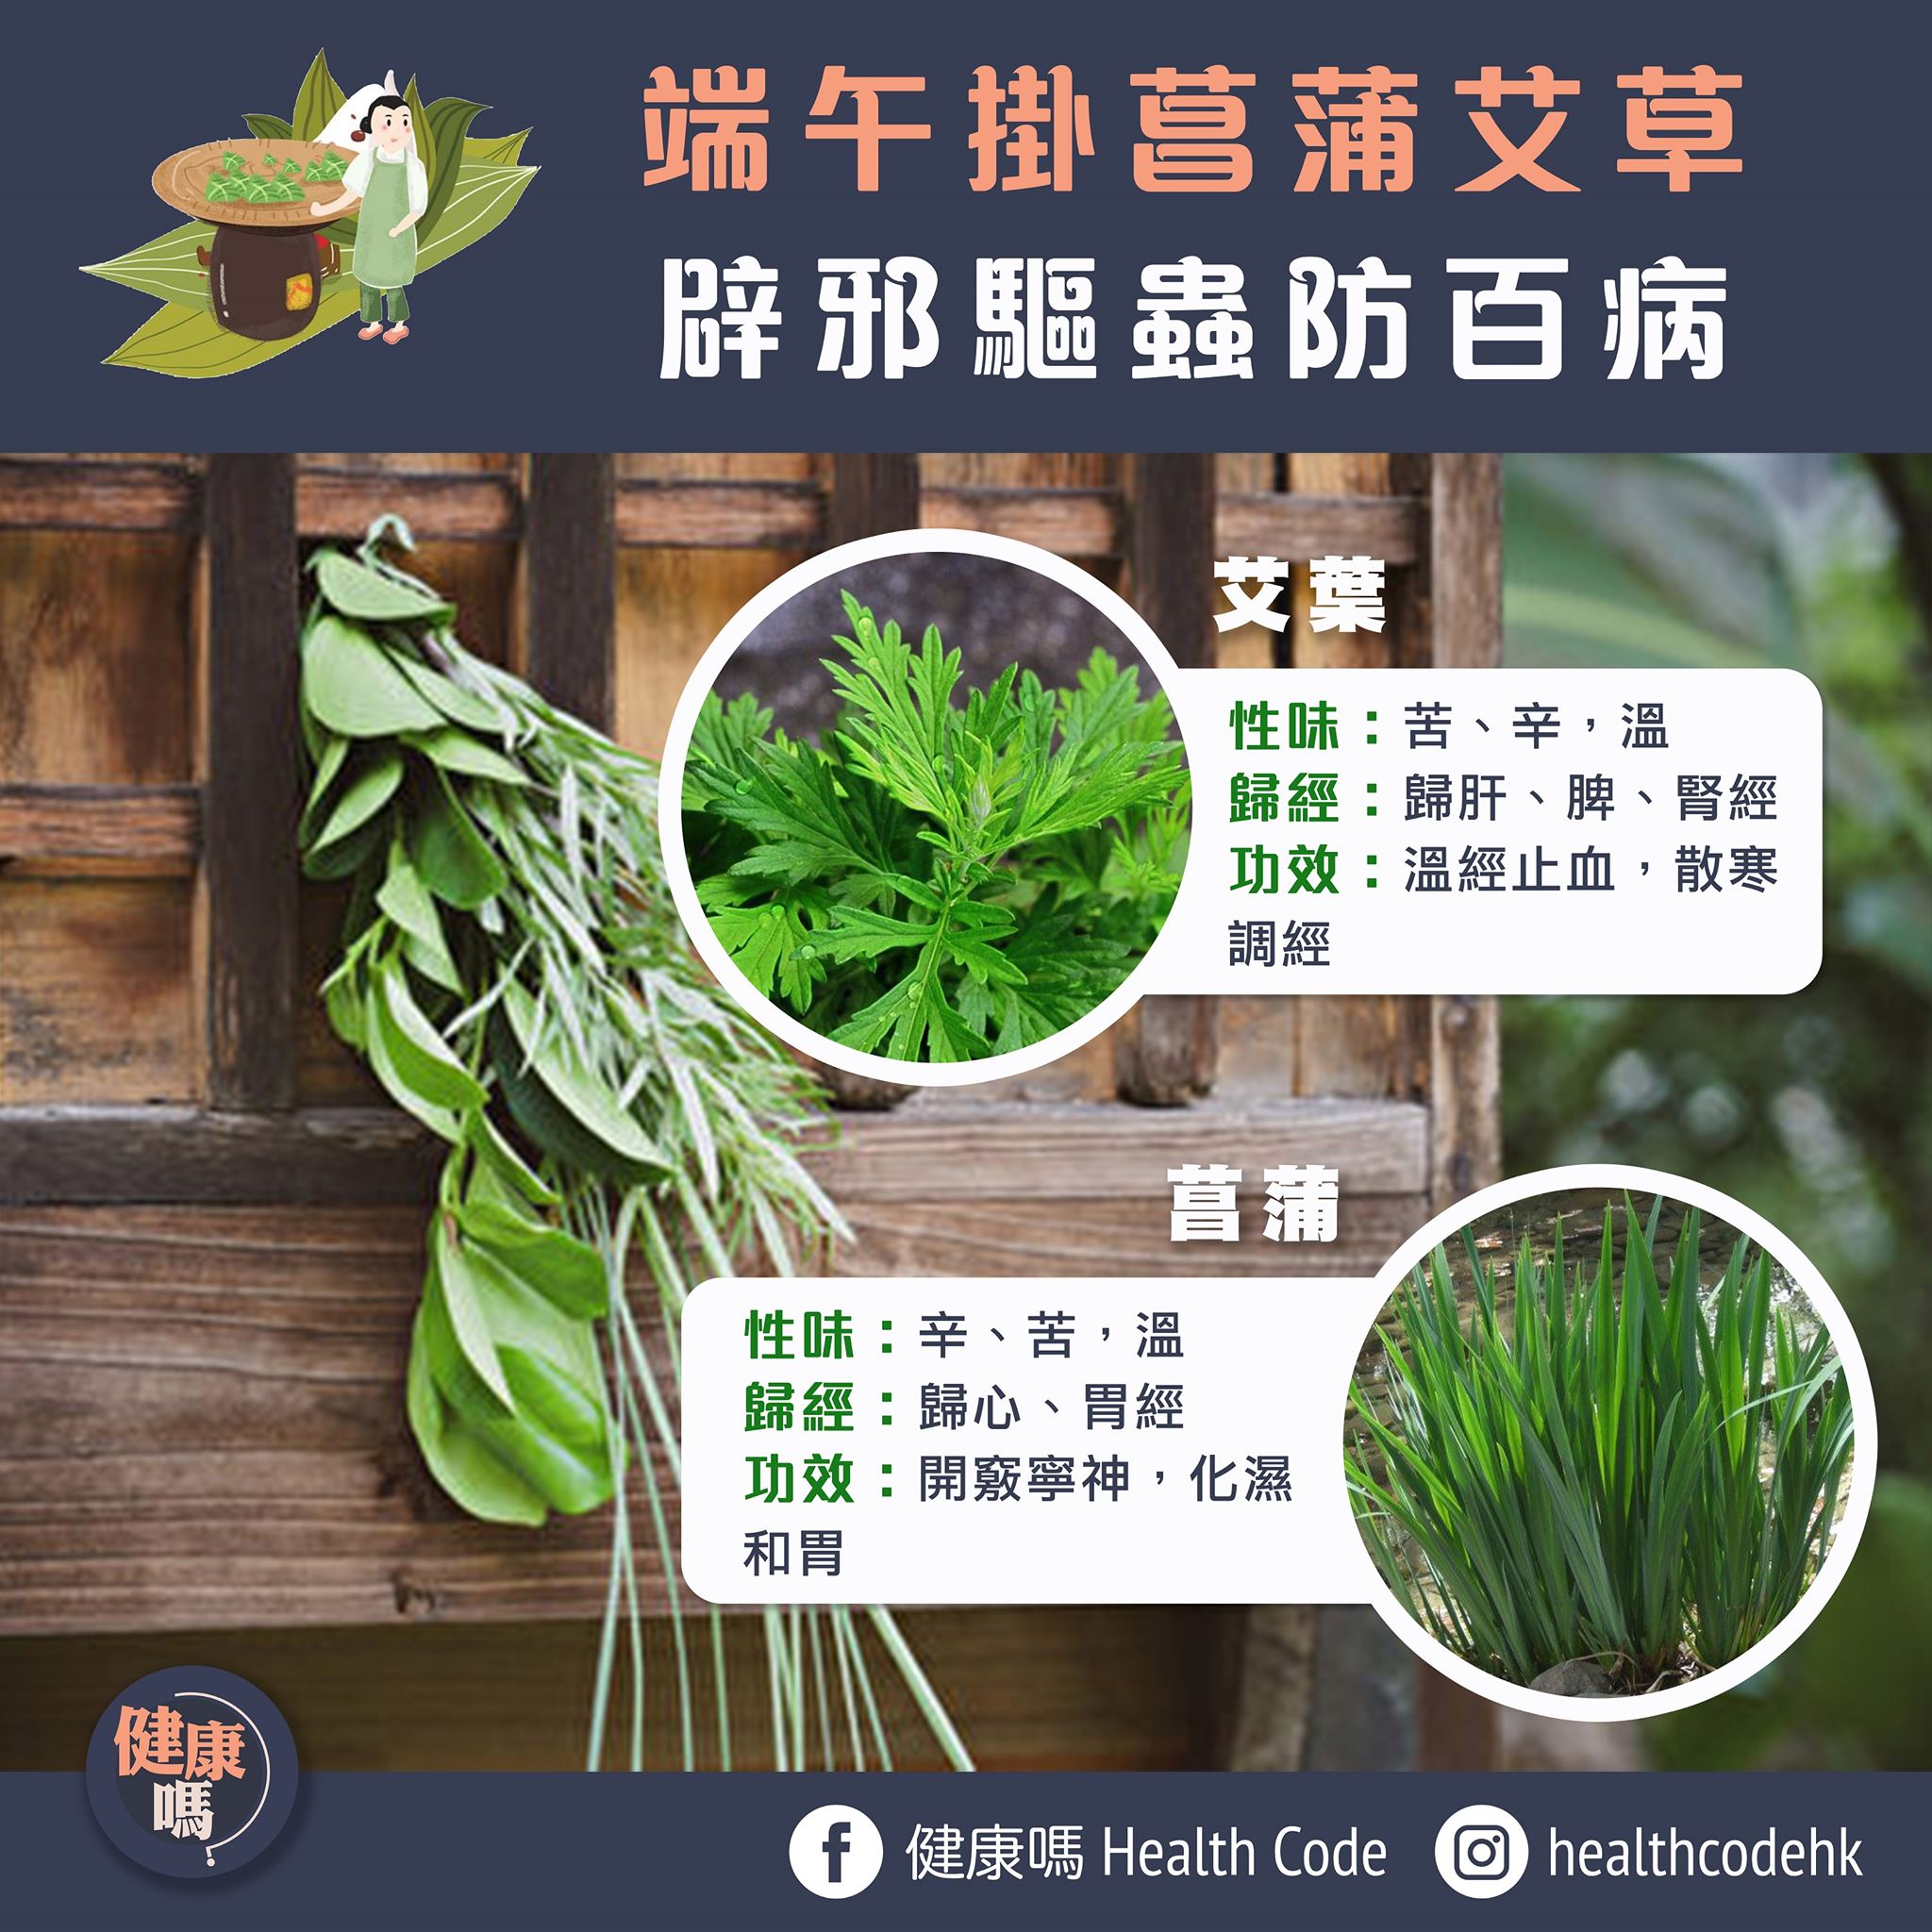 端午掛菖蒲艾草
辟邪驅蟲防百病
艾葉
性味：苦、辛，溫
歸經：歸肝、脾、腎經
功效：溫經止血，散寒
調經
菖蒲
性味：辛、苦，溫
歸經：歸心、胃經
功效：開竅寧神，化濕
和胃
健康
嗎?
健康嗎 Health Code
healthcodehk